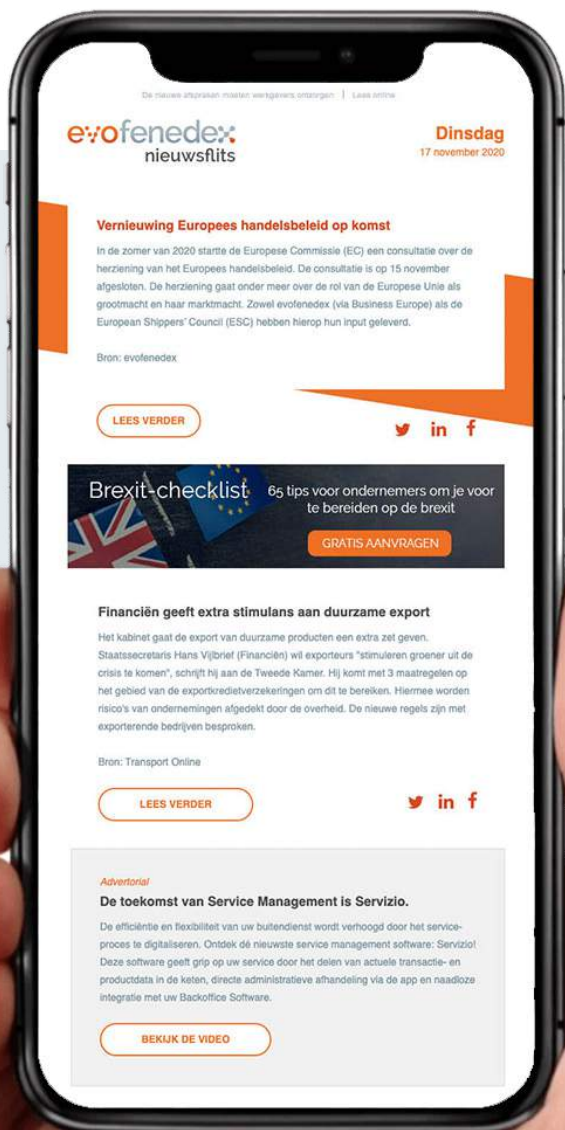 De nieuwe afspraken moeten werkgevers ontzorgen | Lees online
evofenedex
nieuwsflits
Dinsdag
17 november 2020
Vernieuwing Europees handelsbeleid op komst
In de zomer van 2020 startte de Europese Commissie (EC) een consultatie over de
herziening van het Europees handelsbeleid. De consultatie is op 15 november
afgesloten. De herziening gaat onder meer over de rol van de Europese Unie als
grootmacht en haar marktmacht. Zowel evofenedex (via Business Europe) als de
European Shippers' Council (ESC) hebben hierop hun input geleverd.
Bron: evofenedex
LEES VERDER
Brexit-checklist
65 tips voor ondernemers om je voor
te bereiden op de brexit
GRATIS AANVRAGEN
Financiën geeft extra stimulans aan duurzame export
Het kabinet gaat de export van duurzame producten een extra zet geven.
Staatssecretaris Hans Vijlbrief (Financiën) wil exporteurs "stimuleren groener uit de
crisis te komen", schrijft hij aan de Tweede Kamer. Hij komt met 3 maatregelen op
het gebied van de exportkredietverzekeringen om dit te bereiken. Hiermee worden
risico's van ondernemingen afgedekt door de overheid. De nieuwe regels zijn met
exporterende bedrijven besproken.
Bron: Transport Online
LEES VERDER
Advertorial
De toekomst van Service Management is Servizio.
De efficiëntie en flexibiliteit van uw buitendienst wordt verhoogd door het service-
proces te digitaliseren. Ontdek dé nieuwste service management software: Servizio!
Deze software geeft grip op uw service door het delen van actuele transactie- en
productdata in de keten, directe administratieve afhandeling via de app en naadloze
integratie met uw Backoffice Software.
BEKIJK DE VIDEO